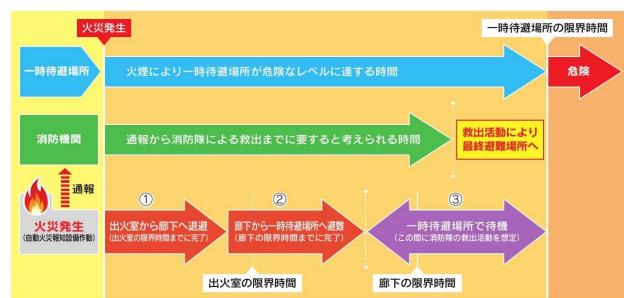 火災発生
一時待避場所の限界時間
一時待避場所
火煙により一時待避場所が危険なレベルに達する時間
危険
消防機関
通報から消防隊による救出までに要すると考えられる時間
救出活動により
最終避難場所へ
通報
火災発生
(自動火災報知設備作動)
①
出火室から廊下へ退避
(出火室の限界時間までに完了)
②
廊下から一時待避場所へ避難
(廊下の限界時間までに完了)
③
一時待避場所で待機
(この間に消防隊の救出活動を想定)
出火室の限界時間
廊下の限界時間